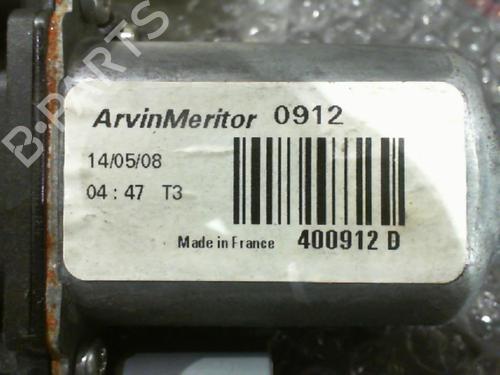 B-PARTS
ArvinMeritor 0912
14/05/08
04 : 47 T3
Made in France 400912 D